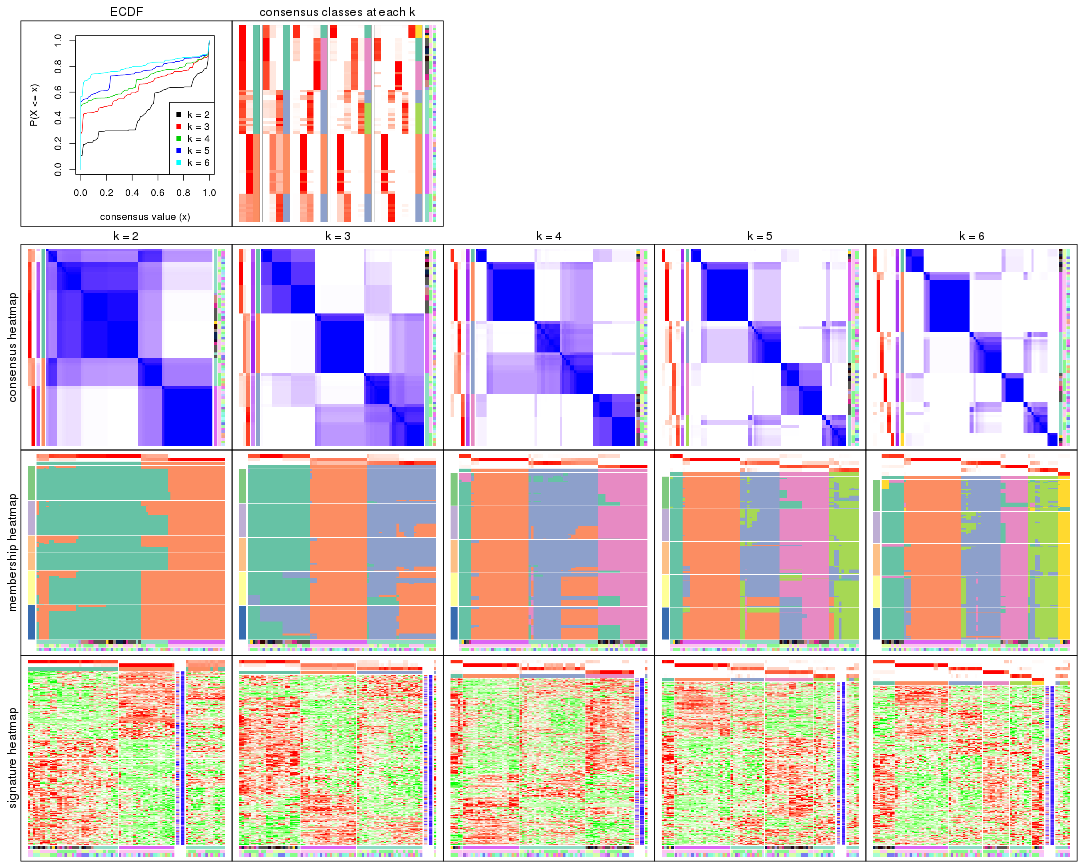 ECDF
consensus classes at each k
P(X <= x)
0.0 0.2 0.4 0.6 0.8 1.0
k = 2
k = 3
k = 4
k = 5
k = 6
0.0 0.2 0.4 0.6 0.8 1.0
consensus value (x)
k = 2
k = 3
k = 4
k = 5
k = 6
consensus heatmap
membership heatmap
signature heatmap